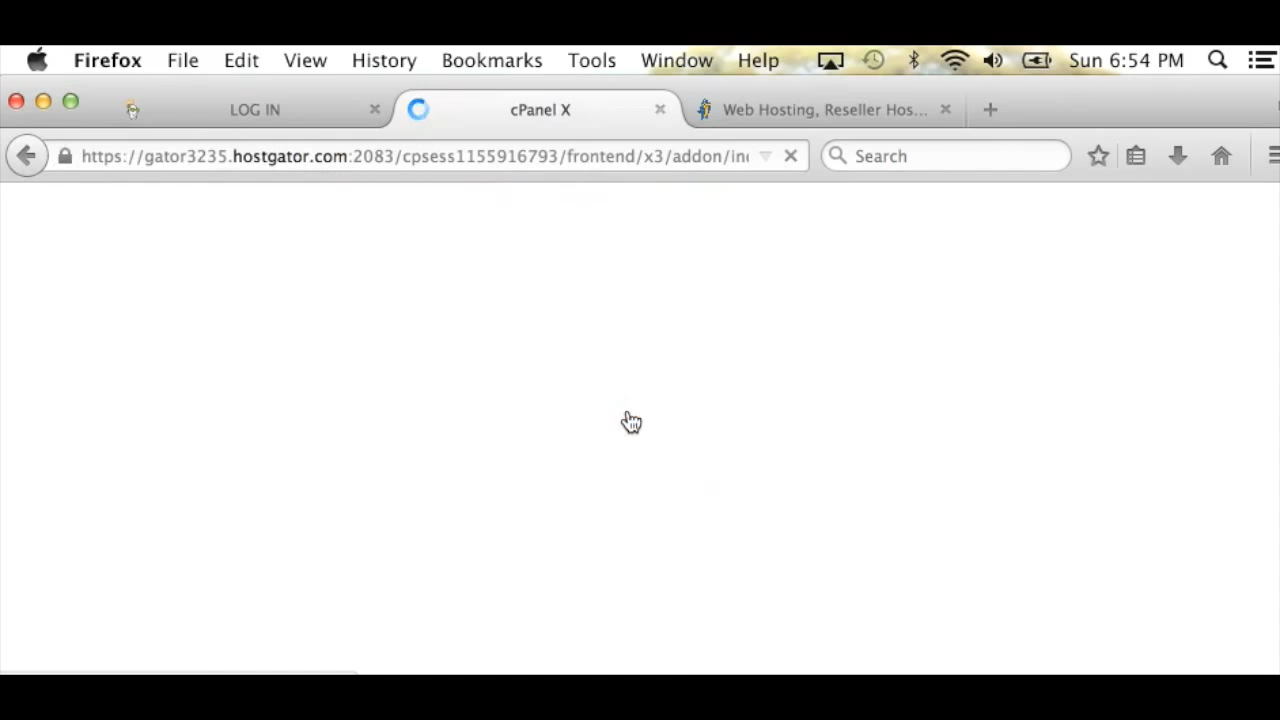 Firefox File Edit View History Bookmarks Tools Window Help Sun 6:54 PM
LOG IN cPanel X Web Hosting, Reseller Hos...
https://gator3235.hostgator.com:2083/cpsess1155916793/frontend/x3/addon/in Search